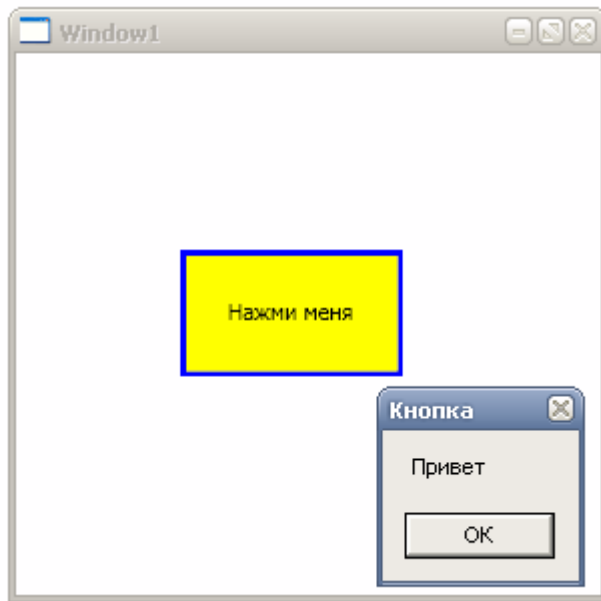 Window1
Нажми меня
Кнопка
Привет
OK